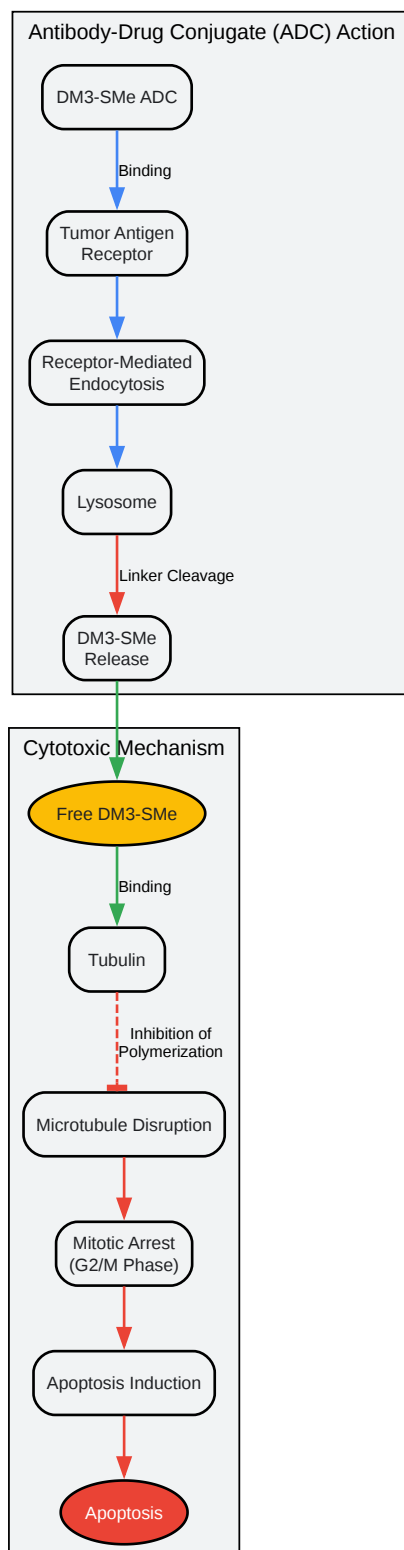 Antibody-Drug Conjugate (ADC) Action
DM3-SMe ADC
Binding
Tumor Antigen
Receptor
Receptor-Mediated
Endocytosis
Lysosome
Linker Cleavage
DM3-SMe
Release
Cytotoxic Mechanism
Free DM3-SMe
Binding
Tubulin
Inhibition of
Polymerization
Microtubule Disruption
Mitotic Arrest
(G2/M Phase)
Apoptosis Induction
Apoptosis